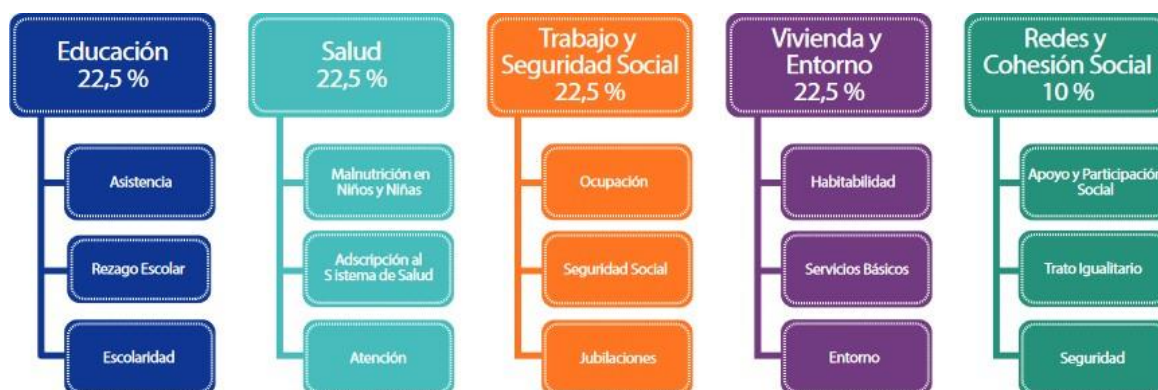 Educación
22,5 %
Asistencia
Rezago Escolar
Escolaridad
Salud
22,5 %
Malnutrición en
Niños y Niñas
Adscripción al
Sistema de Salud
Atención
Trabajo y
Seguridad Social
22,5 %
Ocupación
Seguridad Social
Jubilaciones
Vivienda y
Entorno
22,5 %
Habitabilidad
Servicios Básicos
Entorno
Redes y
Cohesión Social
10 %
Apoyo y Participación
Social
Trato Igualitario
Seguridad